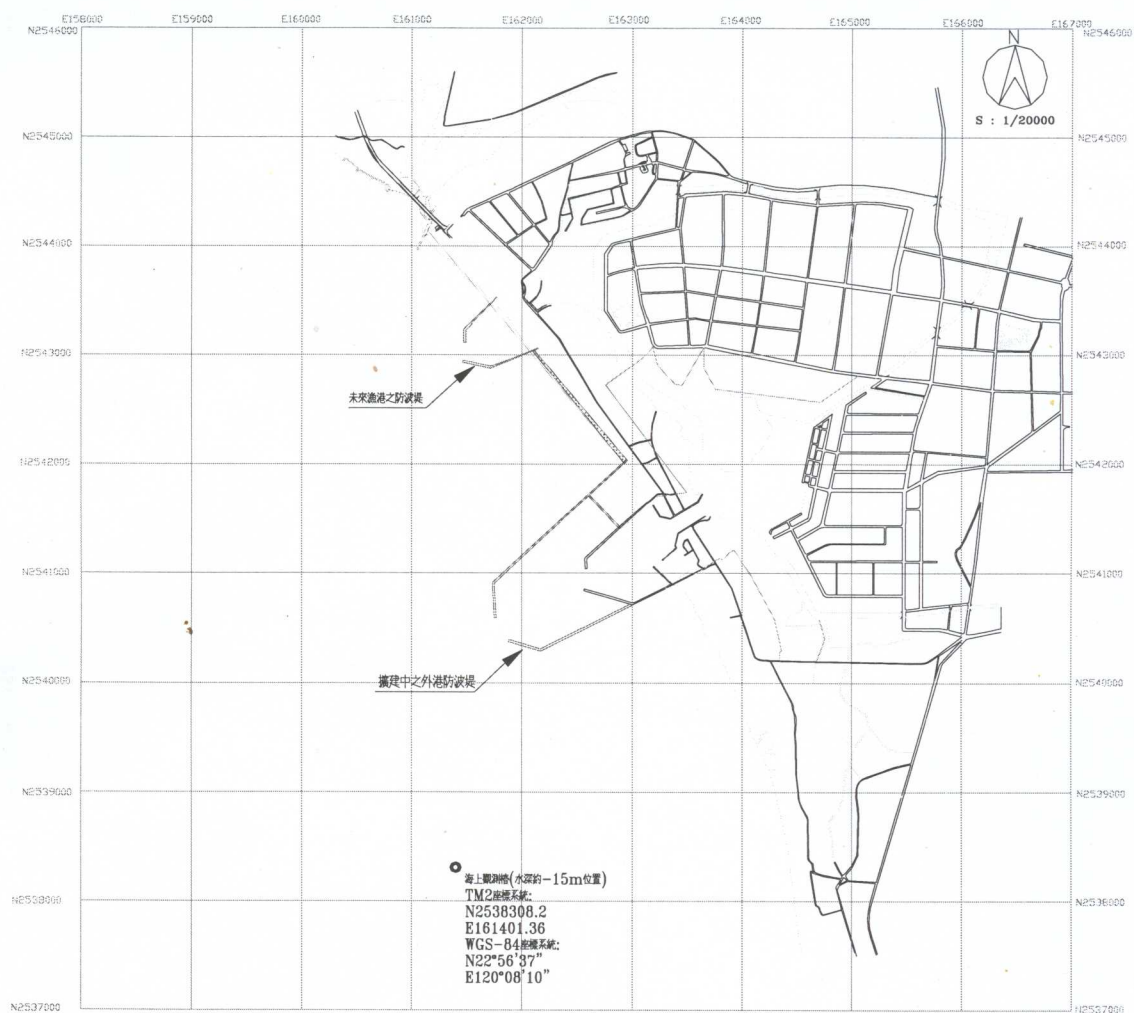 E158000 E159000 E160000 E161000 E162000 E163000 E164000 E165000 E166000 E167000
N2546000 N2546000
N
S : 1/20000
N2545000 N2545000
N2544000 N2544000
N2543000 N2543000
未來漁港之防波堤
N2542000 N2542000
N2541000 N2541000
擴建中之外港防波堤
N2540000 N2540000
N2539000 N2539000
海上觀測樁(水深約-15m位置)
TM2座標系統:
N2538308.2
E161401.36
WGS-84座標系統:
N22°56'37"
E120°08'10"
N2538000 N2538000
N2537000 N2537000